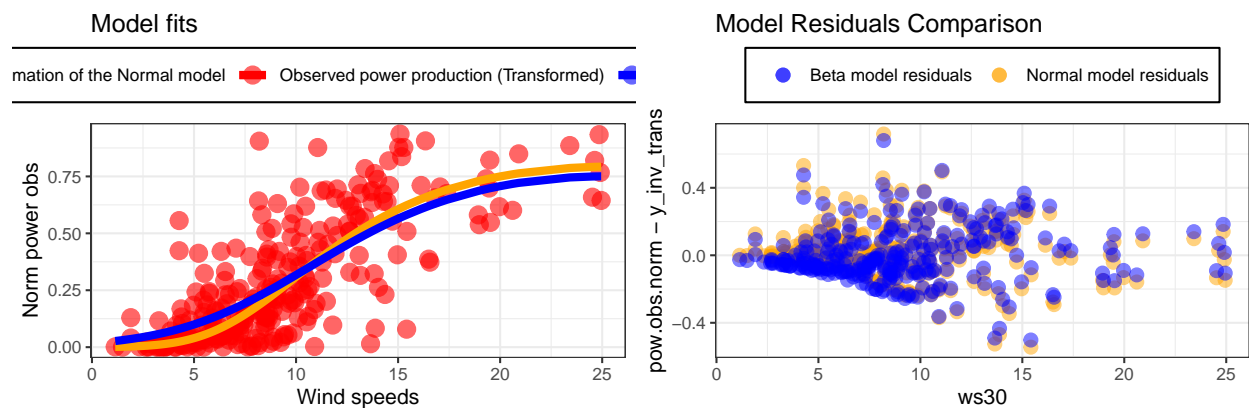 Model fits
mation of the Normal model Observed power production (Transformed)
Norm power obs
0.75
0.50
0.25
0.00
0 5 10 15 20 25
Wind speeds
Model Residuals Comparison
Beta model residuals Normal model residuals
pow.obs.norm − y_inv_trans
0.4
0.0
−0.4
5 10 15 20 25
ws30